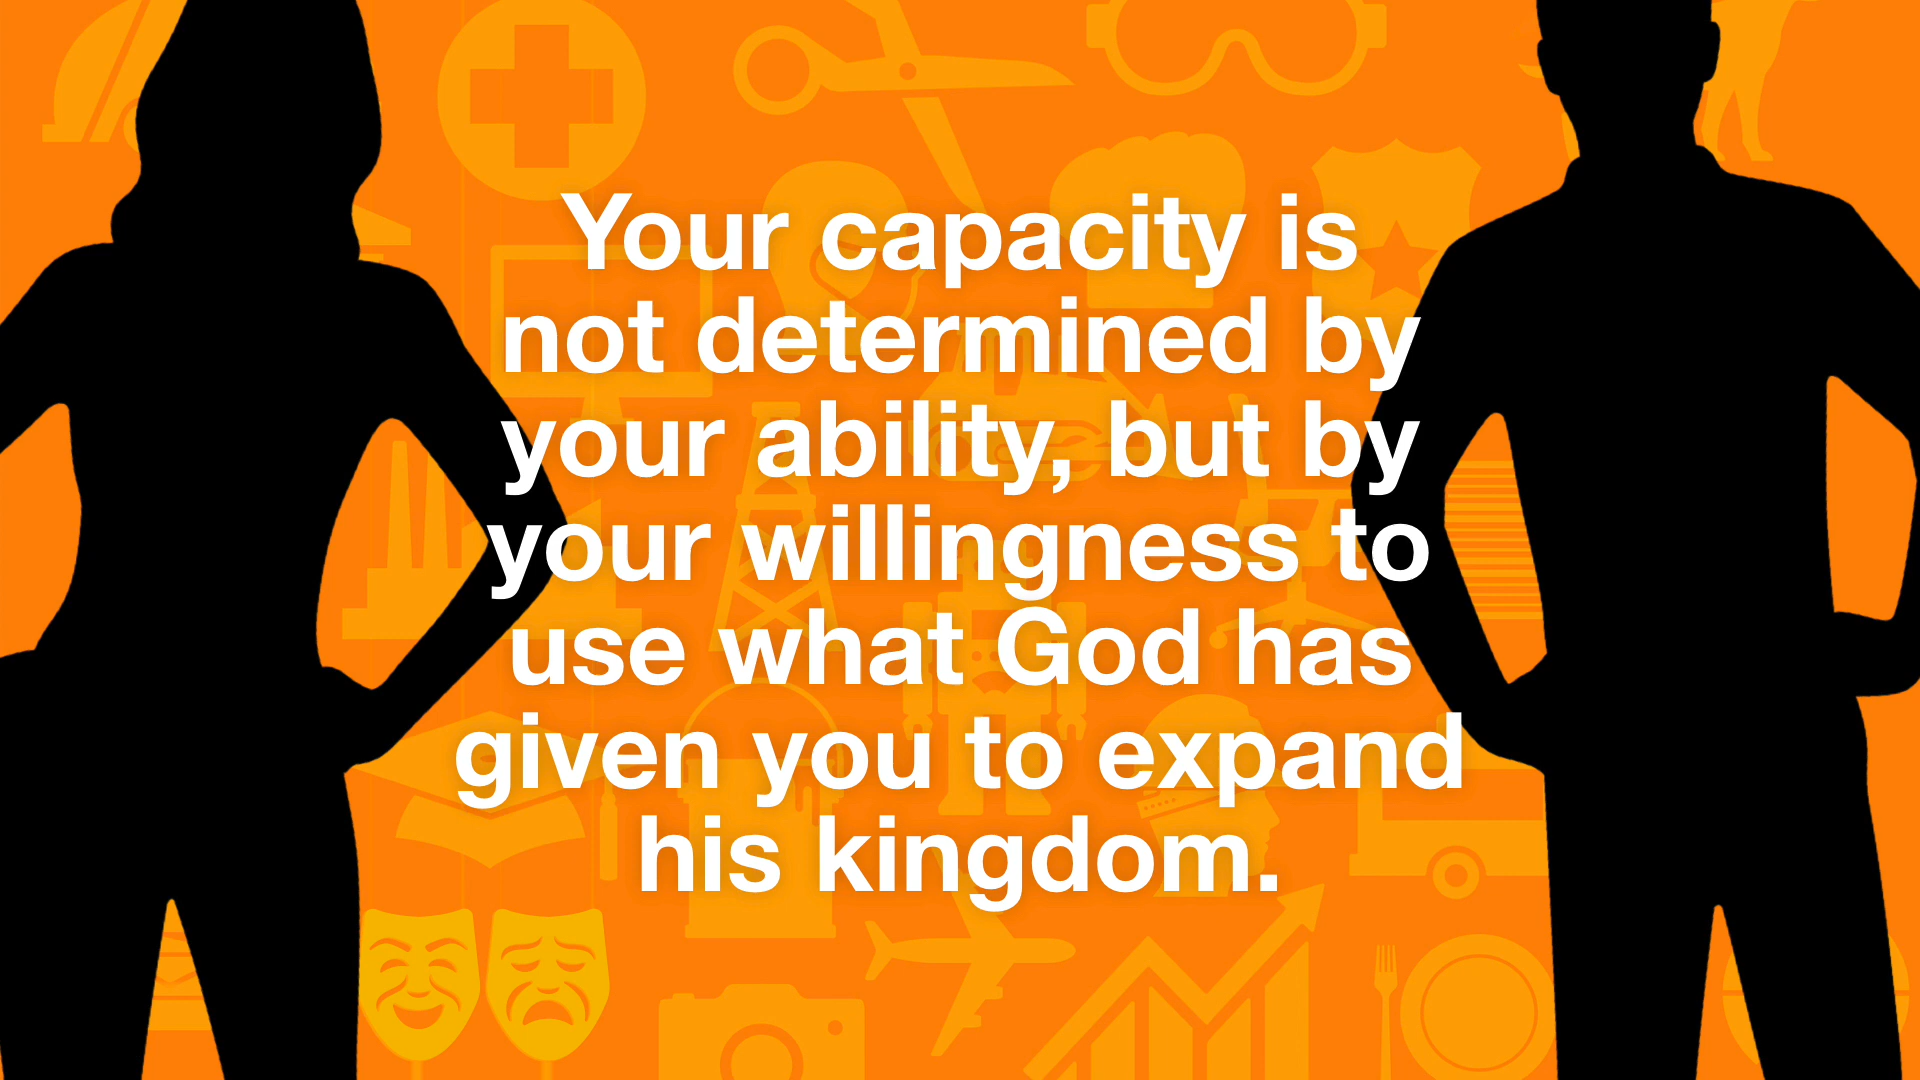 Your capacity is
not determined by
your ability, but by
your willingness to
use what God has
given you to expand
his kingdom.